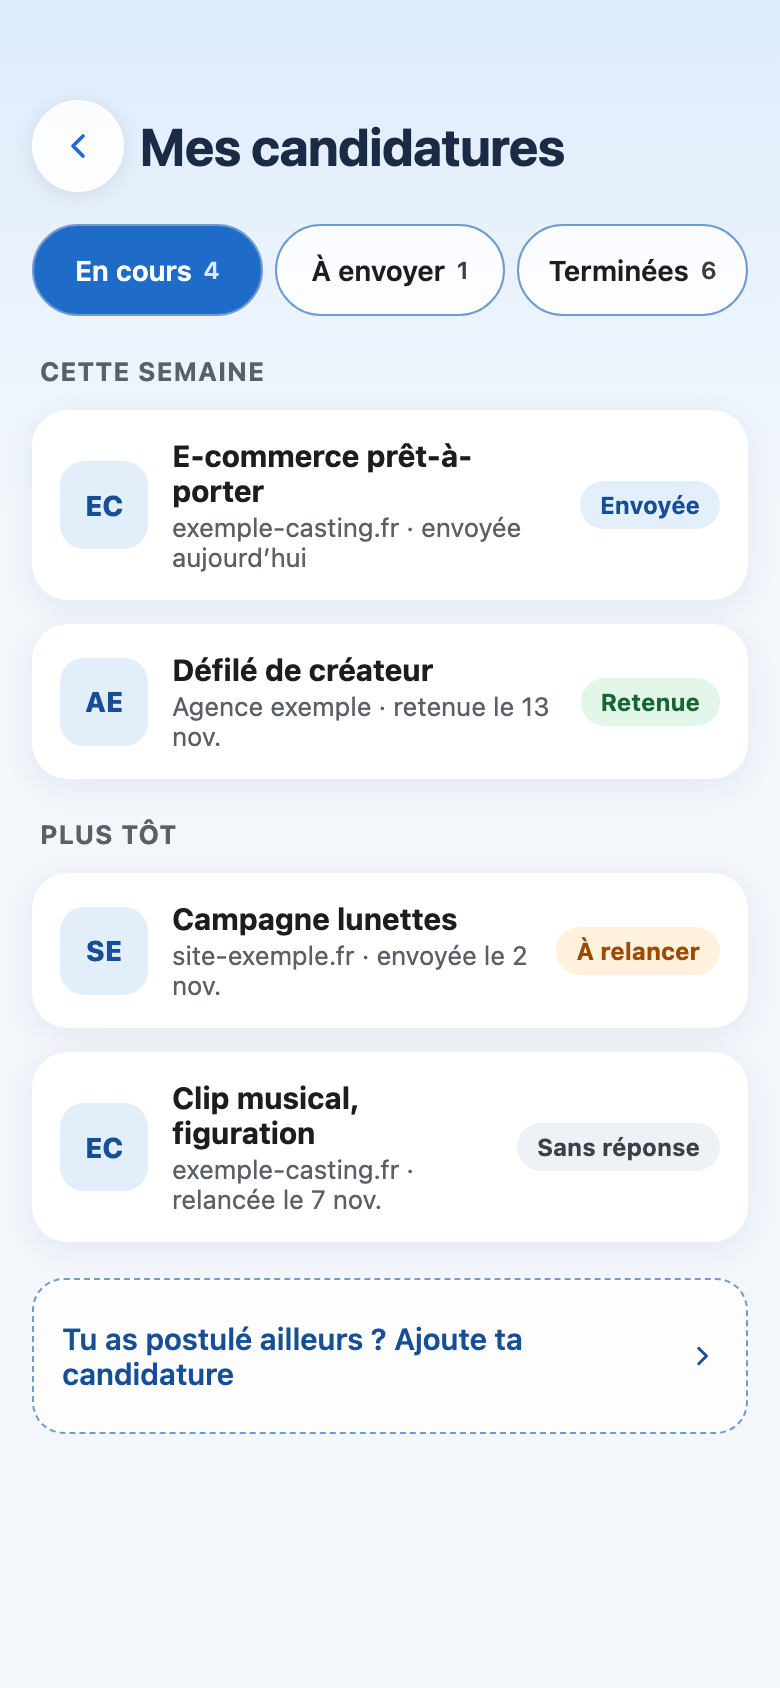 Mes candidatures
En cours 4
À envoyer 1
Terminées 6
CETTE SEMAINE
EC
E-commerce prêt-à-
porter
exemple-casting.fr · envoyée
aujourd’hui
Envoyée
AE
Défilé de créateur
Agence exemple · retenue le 13
nov.
Retenue
PLUS TÔT
SE
Campagne lunettes
site-exemple.fr · envoyée le 2
nov.
À relancer
EC
Clip musical,
figuration
exemple-casting.fr ·
relancée le 7 nov.
Sans réponse
Tu as postulé ailleurs ? Ajoute ta
candidature